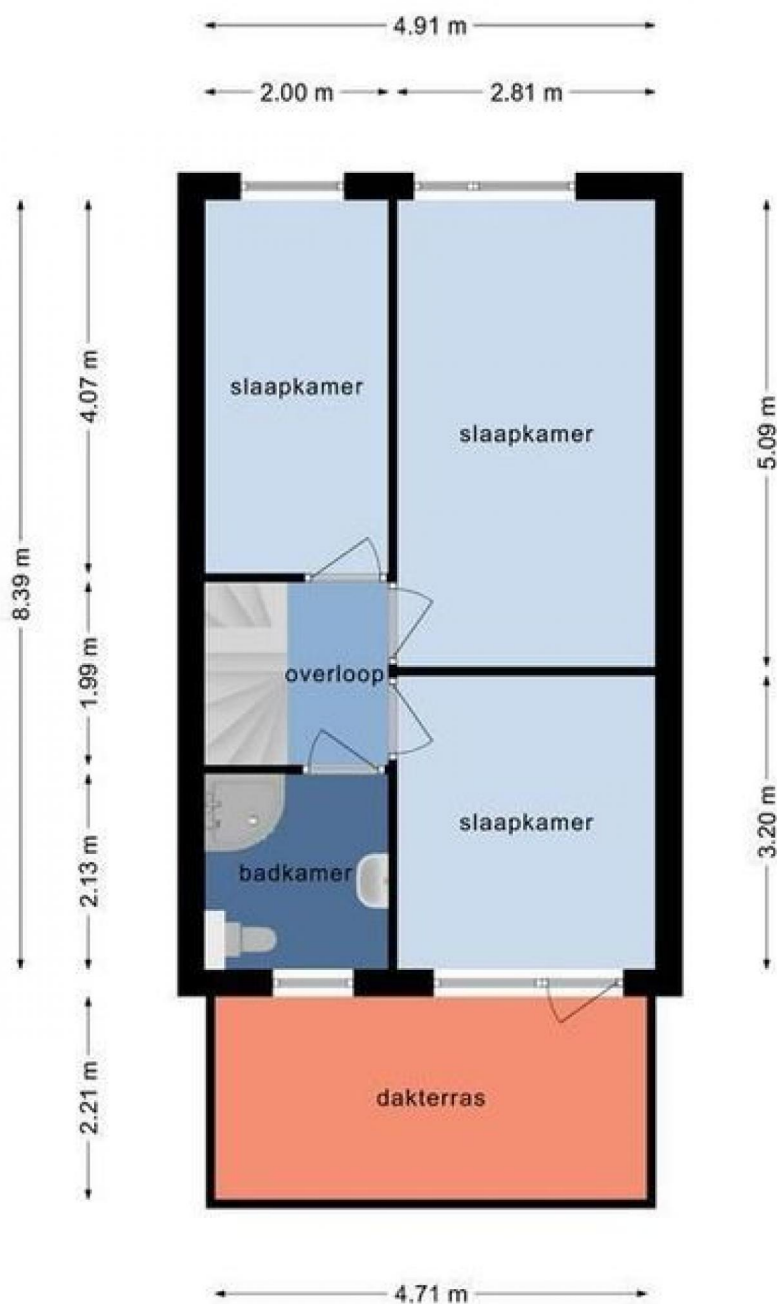 4.91 m
2.00 m
2.81 m
slaapkamer
4.07 m
slaapkamer
5.09 m
8.39 m
1.99 m
overloop
slaapkamer
3.20 m
2.13 m
badkamer
dakterras
2.21 m
4.71 m